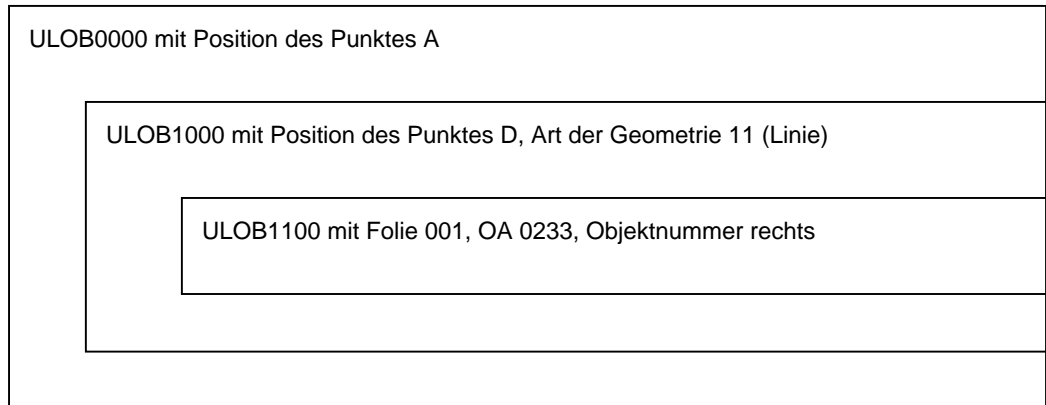 ULOB0000 mit Position des Punktes A
ULOB1000 mit Position des Punktes D, Art der Geometrie 11 (Linie)
ULOB1100 mit Folie 001, OA 0233, Objektnummer rechts